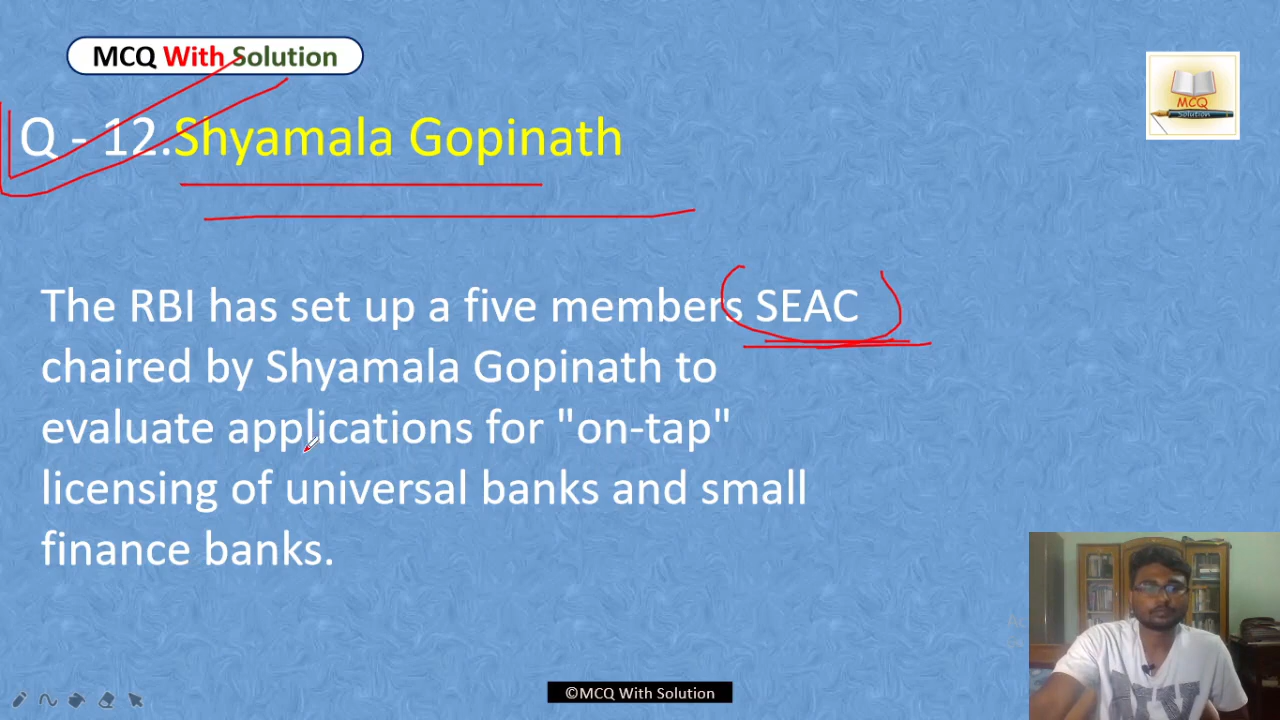 MCQ With Solution
MCQ
Solution
Q - 12.Shyamala Gopinath
The RBI has set up a five members SEAC
chaired by Shyamala Gopinath to
evaluate applications for "on-tap"
licensing of universal banks and small
finance banks.
©MCQ With Solution